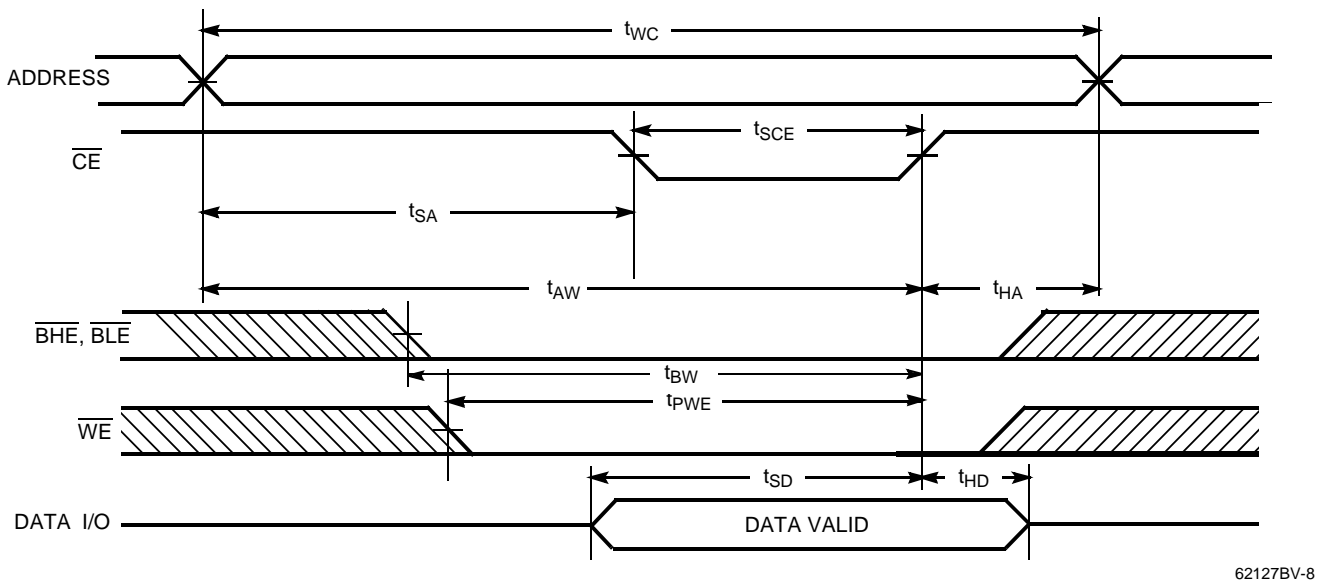 tWC
ADDRESS
tSCE
CE
tSA
tAW
tHA
BHE, BLE
tBW
tPWE
WE
tSD
tHD
DATA I/O
DATA VALID
62127BV-8